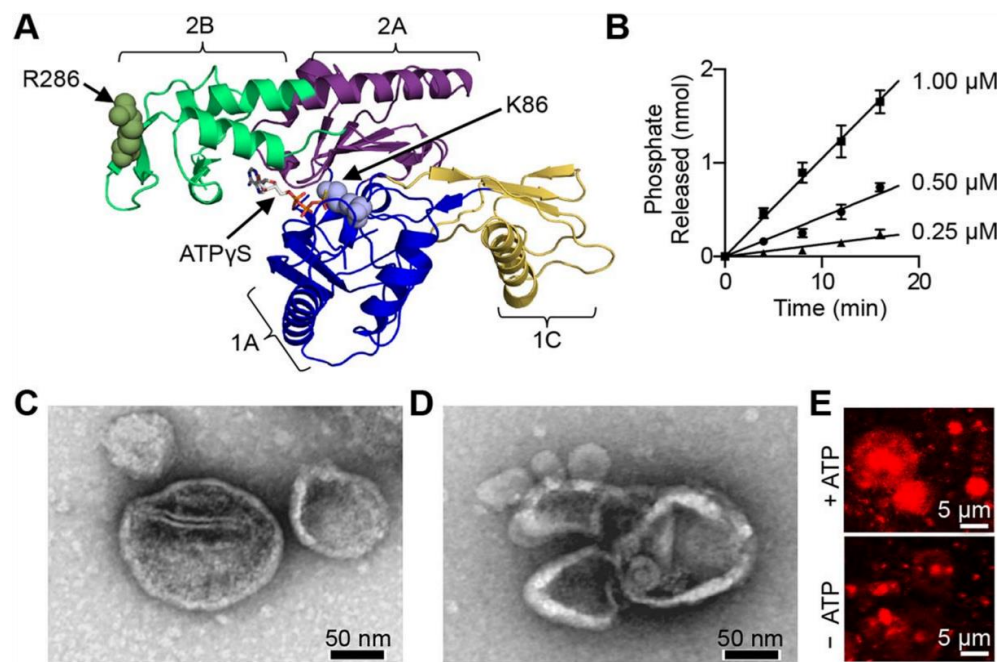 A
2B
2A
R286
K86
ATPγS
1A
1C
B
Phosphate
Released (nmol)
2
1
0
0
10
20
Time (min)
1.00 μM
0.50 μM
0.25 μM
C
50 nm
D
50 nm
E
+ ATP
5 μm
− ATP
5 μm